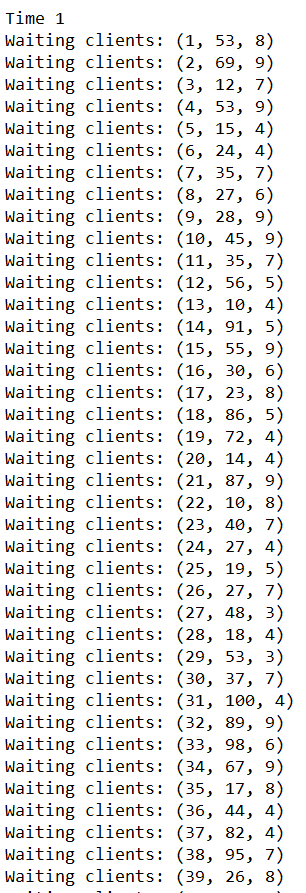 Time 1
Waiting clients: (1, 53, 8)
Waiting clients: (2, 69, 9)
Waiting clients: (3, 12, 7)
Waiting clients: (4, 53, 9)
Waiting clients: (5, 15, 4)
Waiting clients: (6, 24, 4)
Waiting clients: (7, 35, 7)
Waiting clients: (8, 27, 6)
Waiting clients: (9, 28, 9)
Waiting clients: (10, 45, 9)
Waiting clients: (11, 35, 7)
Waiting clients: (12, 56, 5)
Waiting clients: (13, 10, 4)
Waiting clients: (14, 91, 5)
Waiting clients: (15, 55, 9)
Waiting clients: (16, 30, 6)
Waiting clients: (17, 23, 8)
Waiting clients: (18, 86, 5)
Waiting clients: (19, 72, 4)
Waiting clients: (20, 14, 4)
Waiting clients: (21, 87, 9)
Waiting clients: (22, 10, 8)
Waiting clients: (23, 40, 7)
Waiting clients: (24, 27, 4)
Waiting clients: (25, 19, 5)
Waiting clients: (26, 27, 7)
Waiting clients: (27, 48, 3)
Waiting clients: (28, 18, 4)
Waiting clients: (29, 53, 3)
Waiting clients: (30, 37, 7)
Waiting clients: (31, 100, 4)
Waiting clients: (32, 89, 9)
Waiting clients: (33, 98, 6)
Waiting clients: (34, 67, 9)
Waiting clients: (35, 17, 8)
Waiting clients: (36, 44, 4)
Waiting clients: (37, 82, 4)
Waiting clients: (38, 95, 7)
Waiting clients: (39, 26, 8)